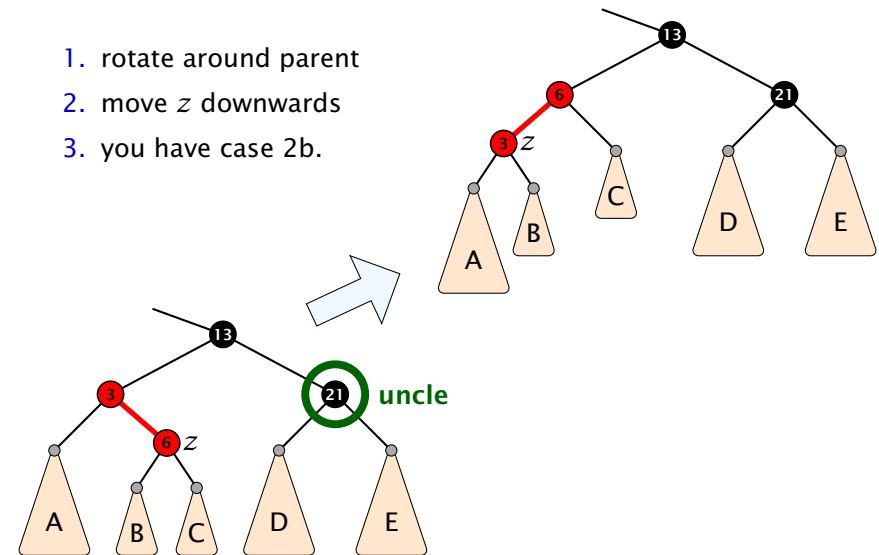 1. rotate around parent
2. move z downwards
3. you have case 2b.
13
6
21
3 z
C
B
D
E
A
13
3
21
uncle
6 z
A
B
C
D
E